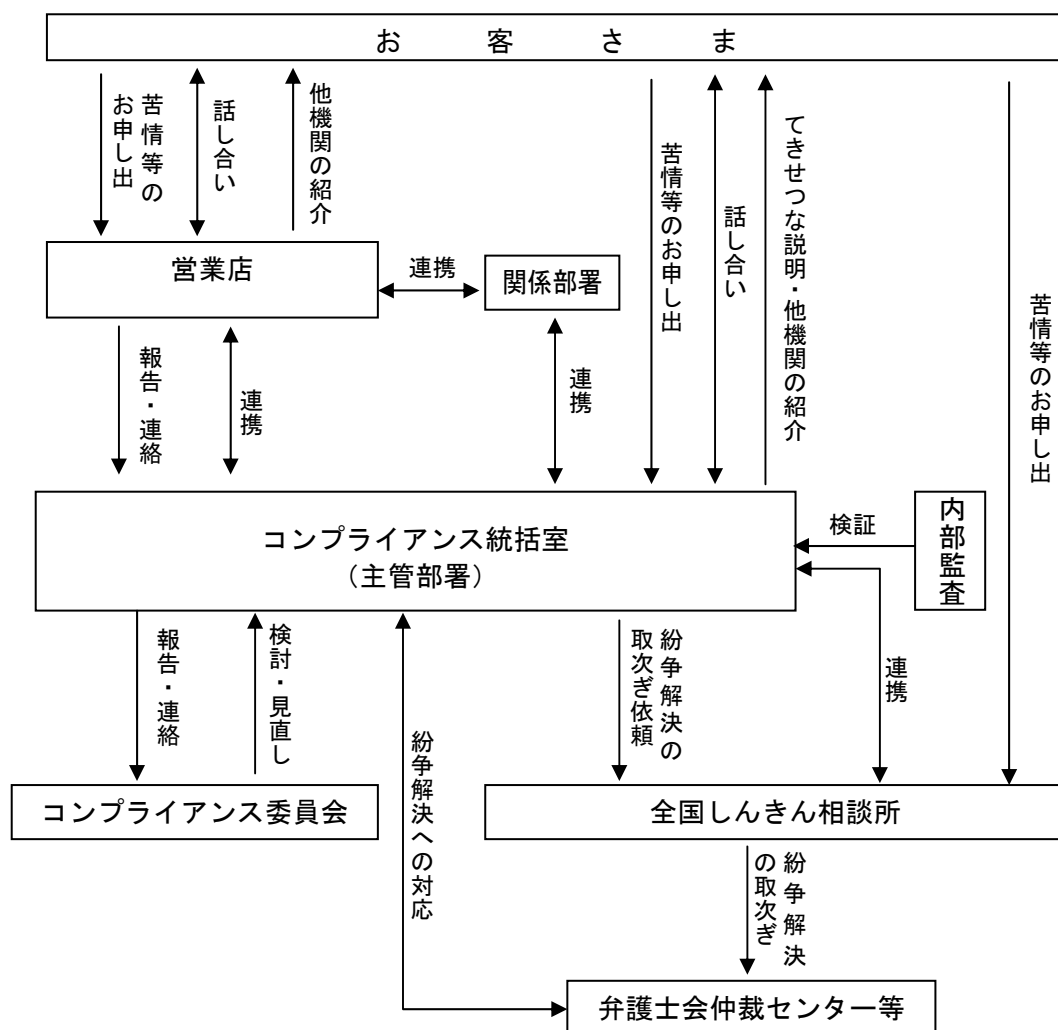 お客さま
苦情等の
お申し出
話し合い
他機関の紹介
苦情等のお申し出
話し合い
てきせつな説明・他機関の紹介
苦情等のお申し出
営業店
連携
関係部署
報告・連絡
連携
連携
コンプライアンス統括室
（主管部署）
検証
内部監査
報告・連絡
検討・見直し
紛争解決への対応
紛争解決の
取次ぎ依頼
連携
コンプライアンス委員会
全国しんきん相談所
紛争解決
の取次ぎ
弁護士会仲裁センター等